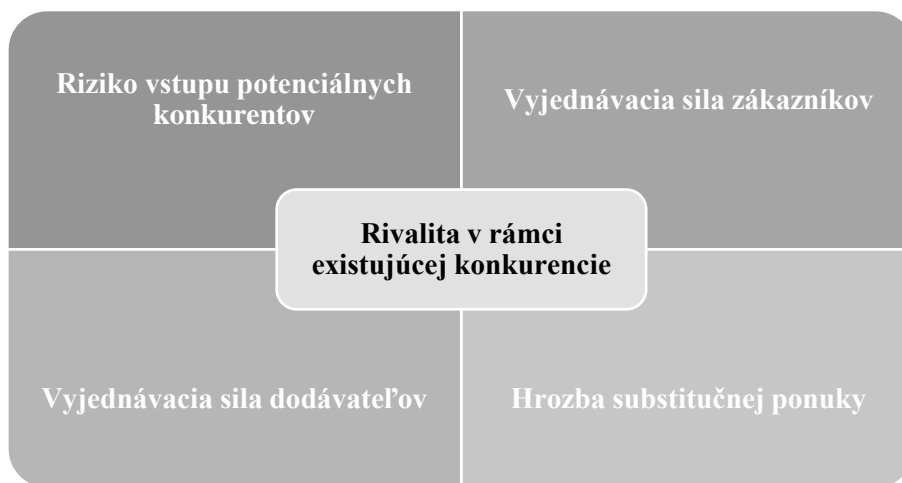 Riziko vstupu potenciálnych
konkurentov
Vyjednávacia sila zákazníkov
Rivalita v rámci
existujúcej konkurencie
Vyjednávacia sila dodávateľov
Hrozba substitučnej ponuky